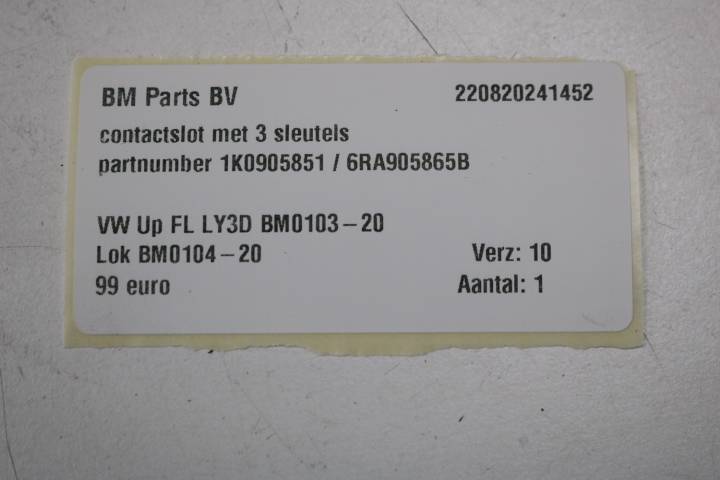 BM Parts BV 220820241452
contactslot met 3 sleutels
partnumber 1K0905851 / 6RA905865B
VW Up FL LY3D BM0103-20
Lok BM0104-20 Verz: 10
99 euro Aantal: 1